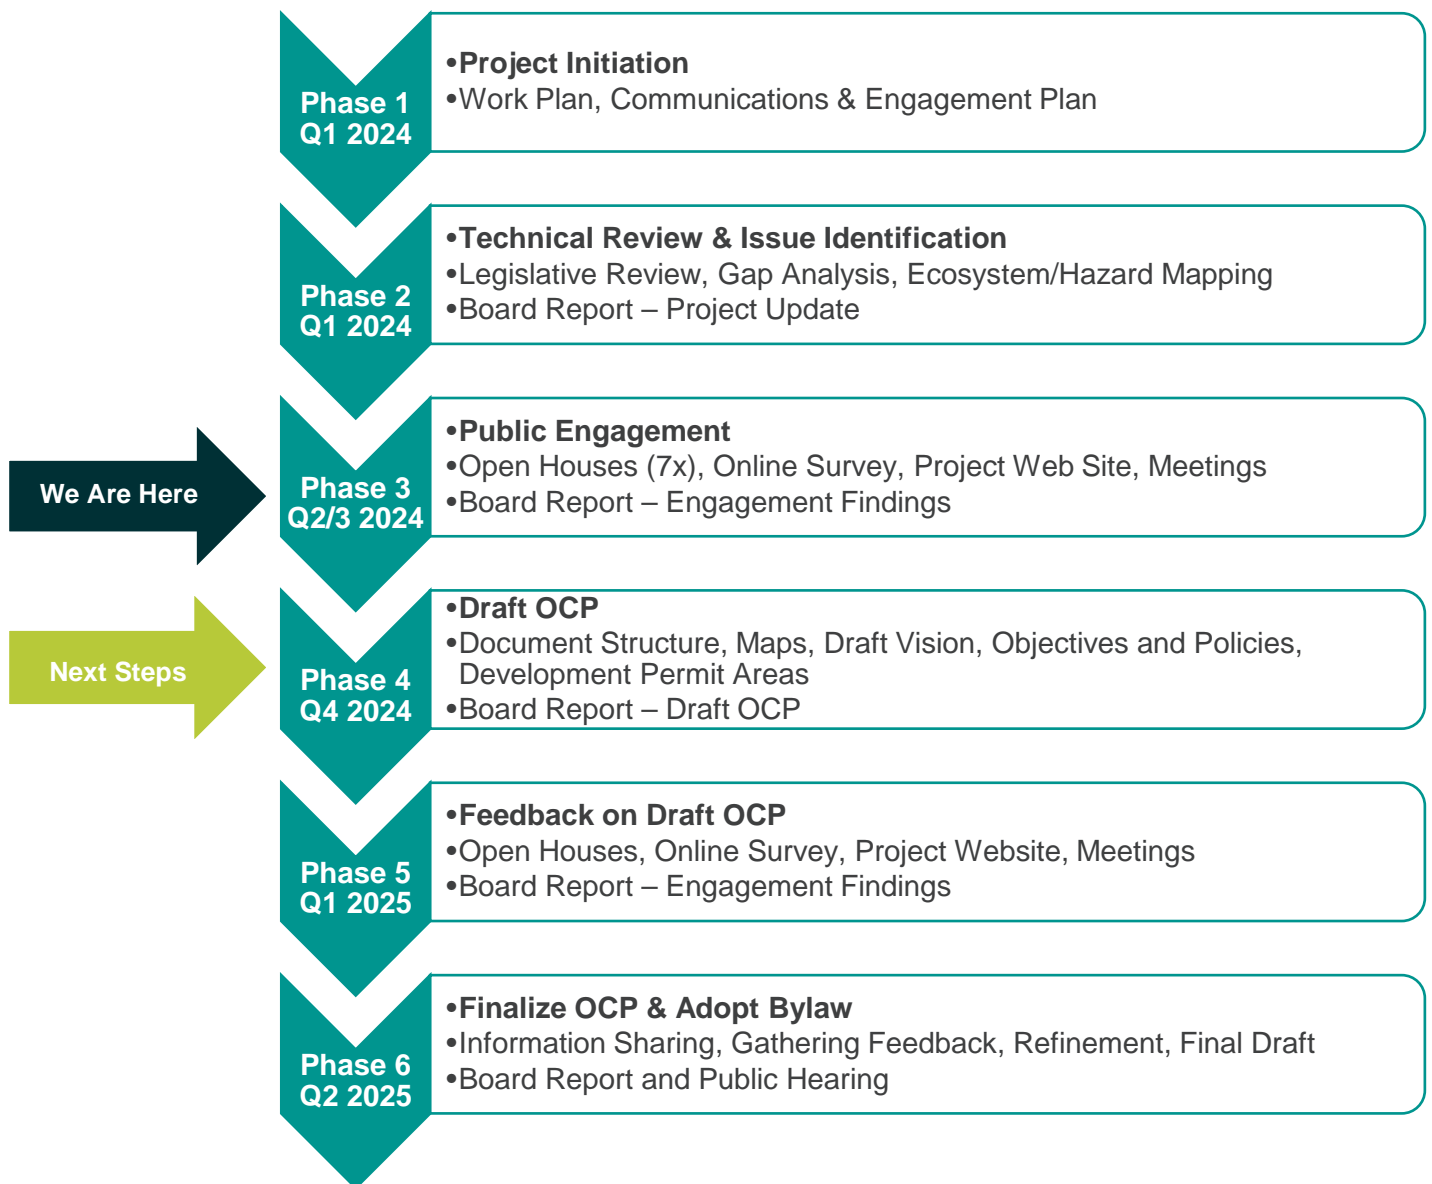 Phase 1
Q1 2024
•Project Initiation
•Work Plan, Communications & Engagement Plan
Phase 2
Q1 2024
•Technical Review & Issue Identification
•Legislative Review, Gap Analysis, Ecosystem/Hazard Mapping
•Board Report – Project Update
We Are Here
Phase 3
Q2/3 2024
•Public Engagement
•Open Houses (7x), Online Survey, Project Web Site, Meetings
•Board Report – Engagement Findings
Next Steps
Phase 4
Q4 2024
•Draft OCP
•Document Structure, Maps, Draft Vision, Objectives and Policies,
Development Permit Areas
•Board Report – Draft OCP
Phase 5
Q1 2025
•Feedback on Draft OCP
•Open Houses, Online Survey, Project Website, Meetings
•Board Report – Engagement Findings
Phase 6
Q2 2025
•Finalize OCP & Adopt Bylaw
•Information Sharing, Gathering Feedback, Refinement, Final Draft
•Board Report and Public Hearing